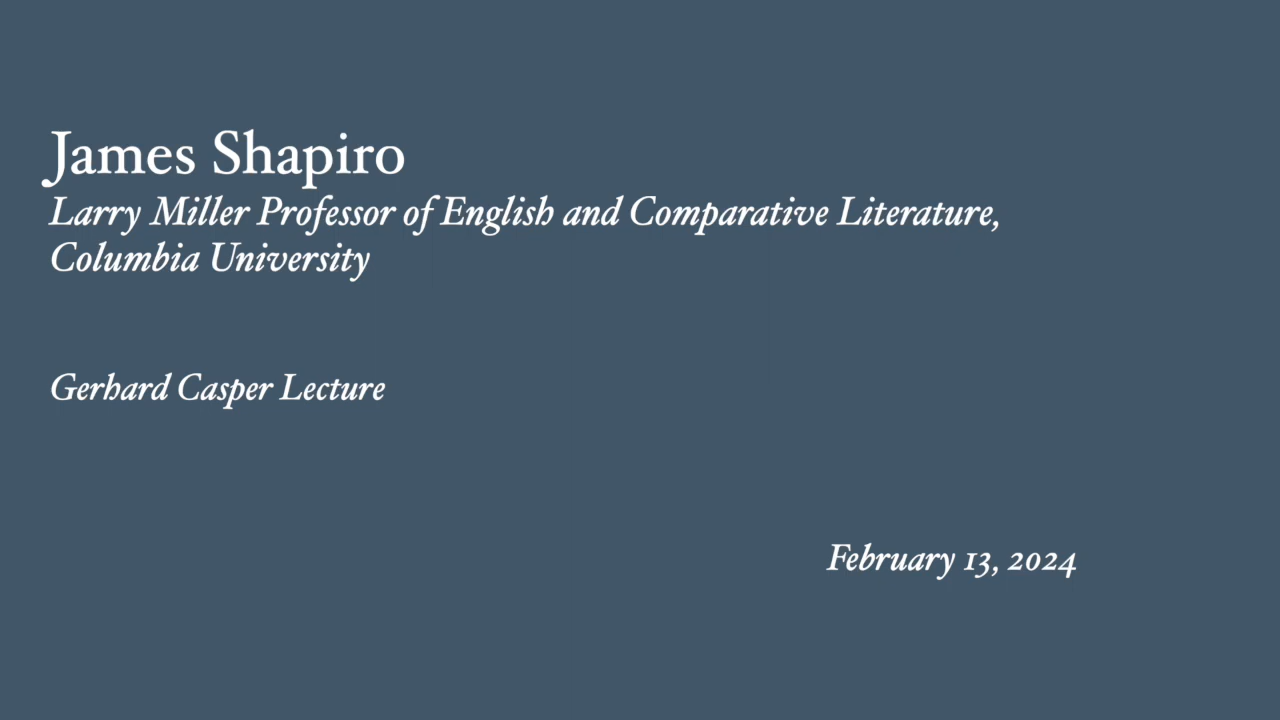 James Shapiro
Larry Miller Professor of English and Comparative Literature,
Columbia University
Gerhard Casper Lecture
February 13, 2024